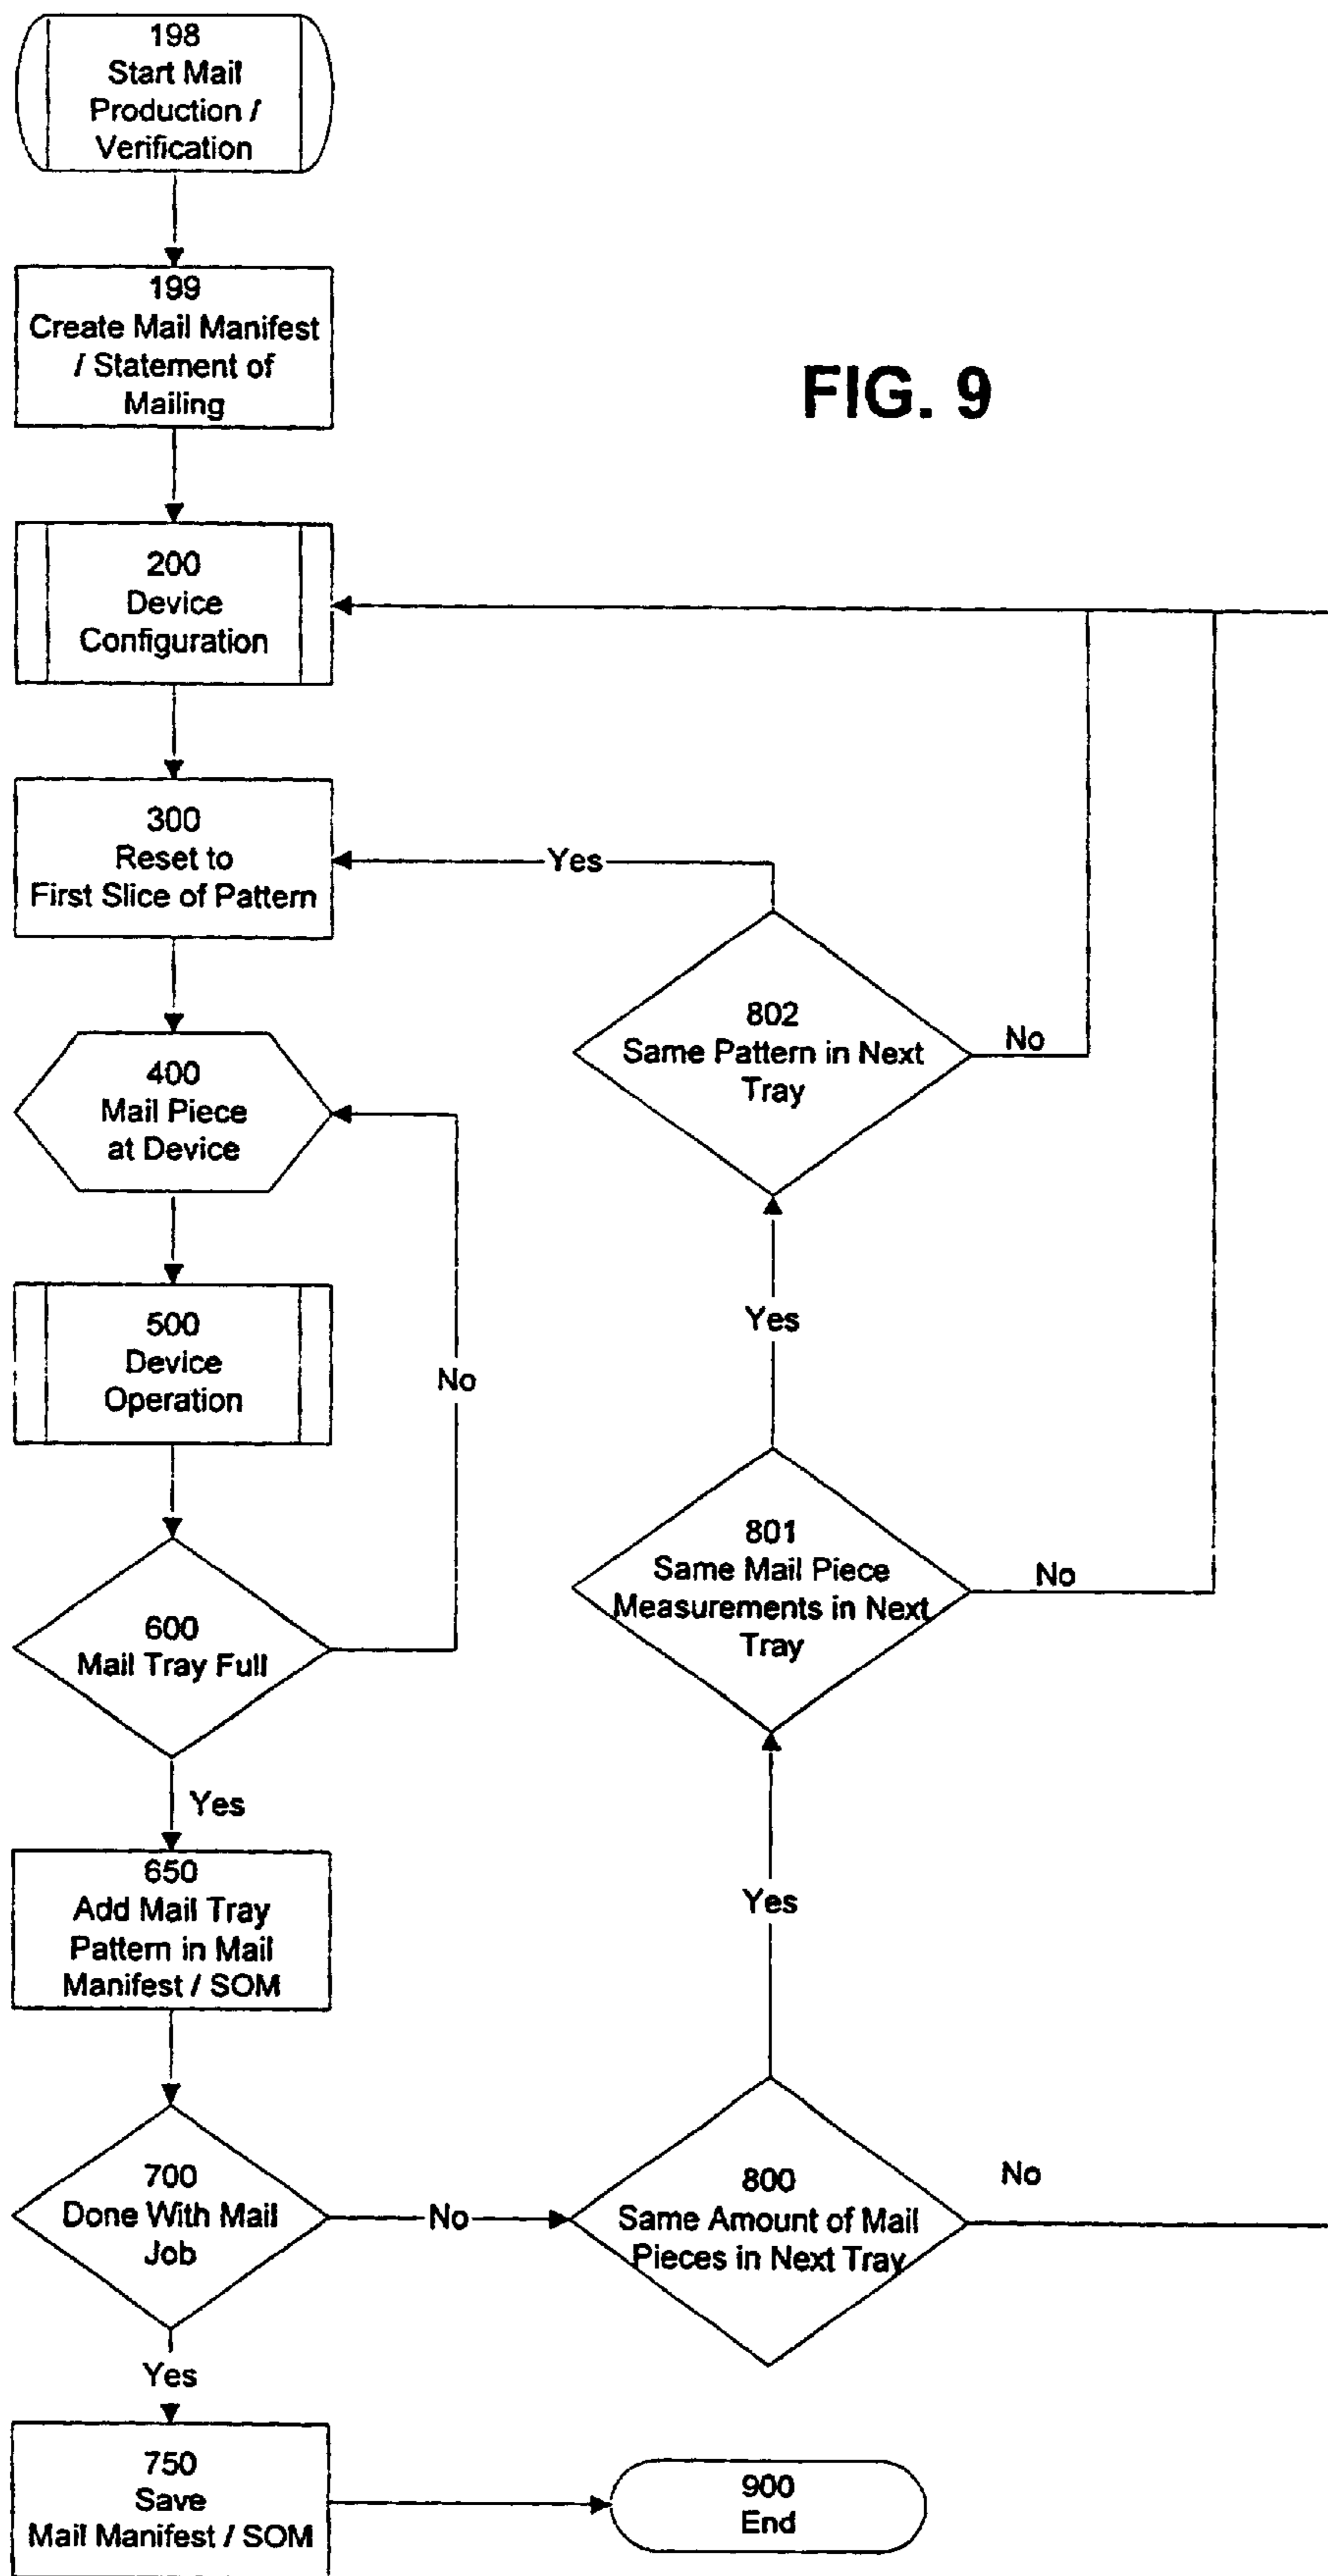 198
Start Mail
Production /
Verification
199
Create Mail Manifest
/ Statement of
Mailing
FIG. 9
200
Device
Configuration
300
Reset to
First Slice of Pattern
Yes
802
Same Pattern in Next
Tray
No
400
Mail Piece
at Device
Yes
500
Device
Operation
No
801
Same Mail Piece
Measurements in Next
Tray
No
600
Mail Tray Full
Yes
650
Add Mail Tray
Pattern in Mail
Manifest / SOM
Yes
700
Done With Mail
Job
No
800
Same Amount of Mail
Pieces in Next Tray
No
Yes
750
Save
Mail Manifest / SOM
900
End